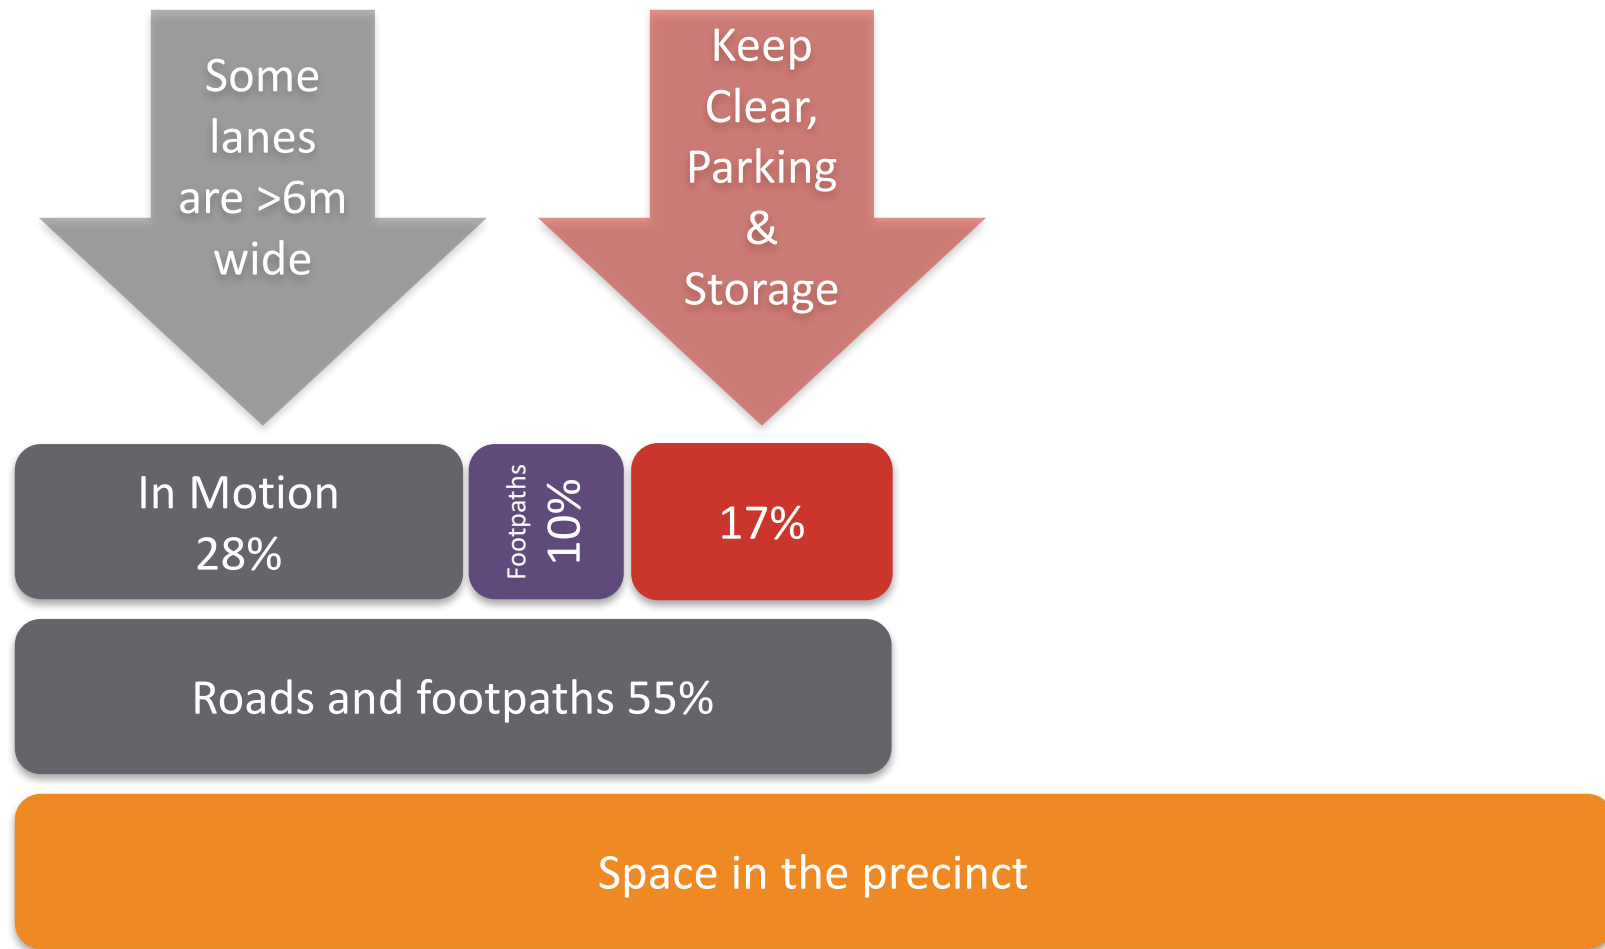 Some
lanes
are >6m
wide
Keep
Clear,
Parking
&
Storage
In Motion
28%
Footpaths
10%
17%
Roads and footpaths 55%
Space in the precinct